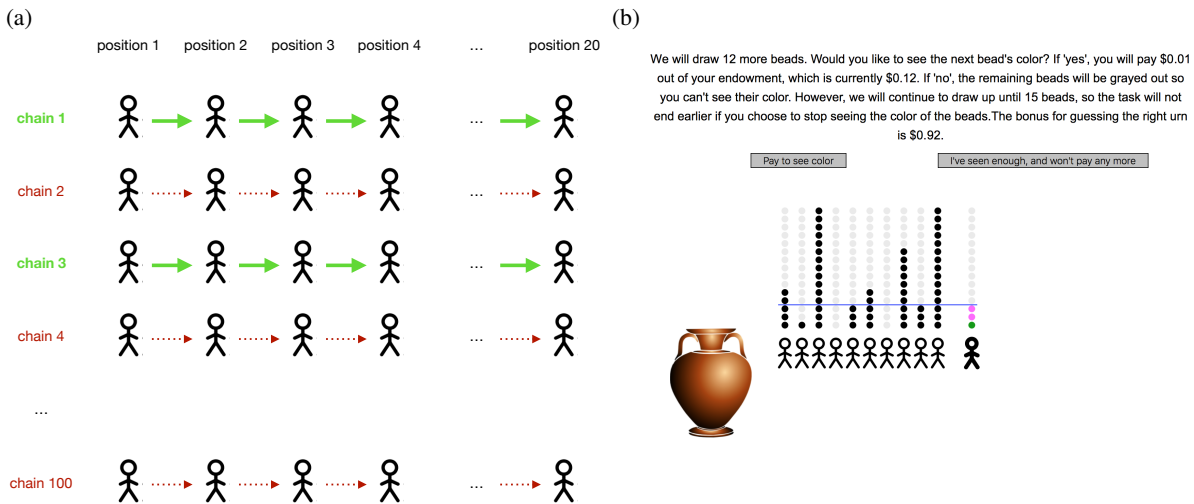 (a)
position 1 position 2 position 3 position 4 ... position 20
chain 1 ...
chain 2 ...
chain 3 ...
chain 4 ...
...
chain 100 ...
(b)
We will draw 12 more beads. Would you like to see the next bead's color? If 'yes', you will pay $0.01
out of your endowment, which is currently $0.12. If 'no', the remaining beads will be grayed out so
you can't see their color. However, we will continue to draw up until 15 beads, so the task will not
end earlier if you choose to stop seeing the color of the beads.The bonus for guessing the right urn
is $0.92.
Pay to see color I've seen enough, and won't pay any more